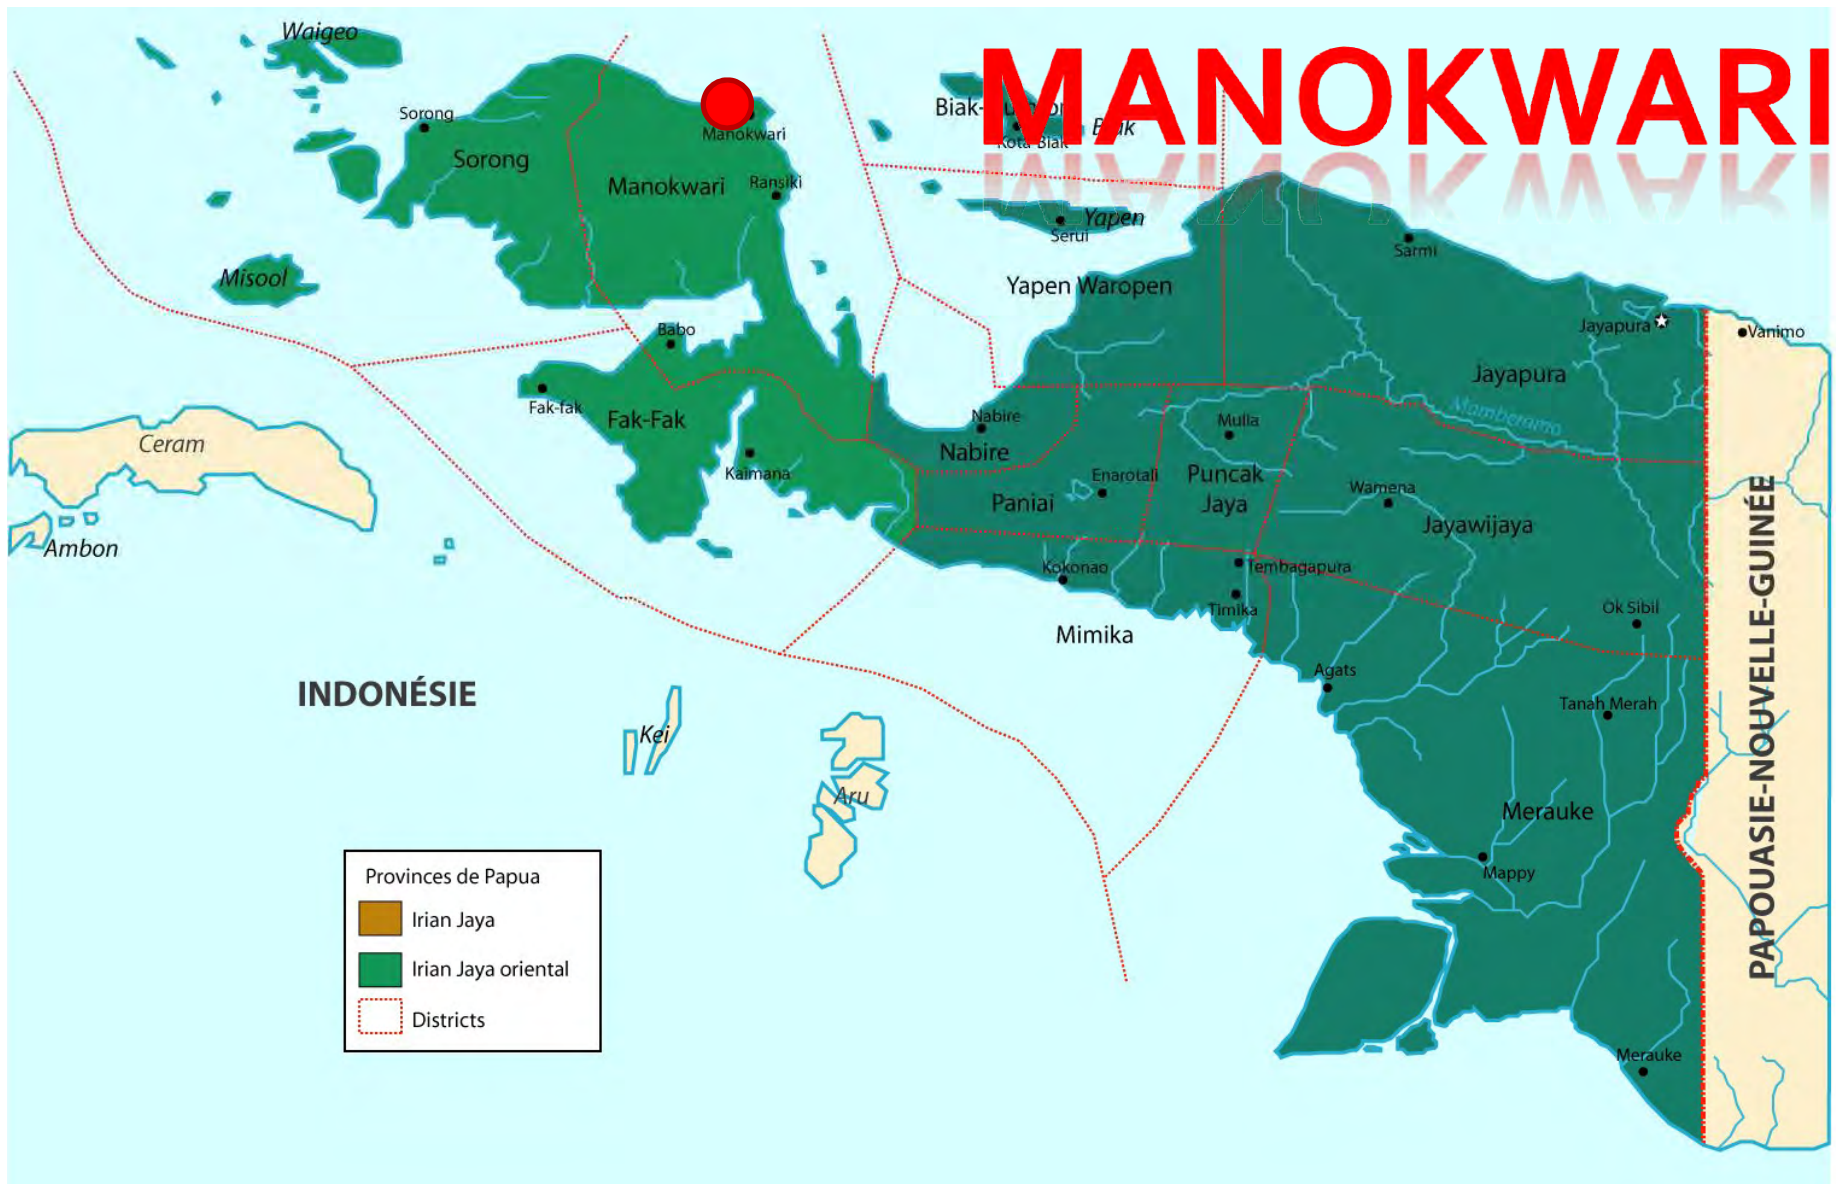 Waigeo
MANOKWARI
Biak-
Biak
Kota Biak
Sorong
Manokwari
Sorong
Manokwari
Ransiki
Yapen
Serui
Sarmi
Misool
Yapen Waropen
Babo
Jayapura
Vanimo
Jayapura
Fak-fak
Fak-Fak
Nabire
Mulla
Mamberamo
Ceram
Nabire
Kaimana
Enarotali
Puncak
Jaya
Wamena
Paniai
Jayawijaya
Ambon
Kokonao
Tembagapura
Timika
Ok Sibil
Mimika
Agats
INDONÉSIE
Tanah Merah
PAPOUASIE-NOUVELLE-GUINÉE
Kei
Aru
Merauke
Mappy
Provinces de Papua
Irian Jaya
Irian Jaya oriental
Districts
Merauke